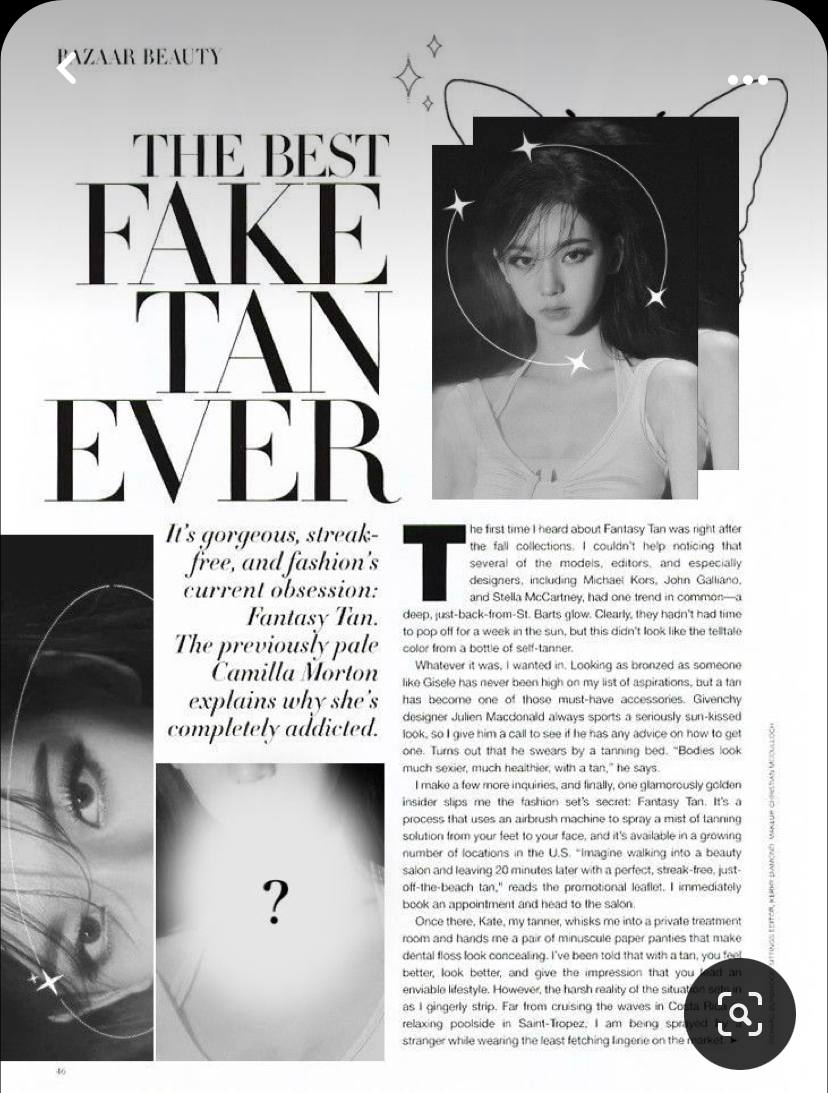 BAZAAR BEAUTY
THE BEST
FAKE
TAN
EVER
It's gorgeous, streak-
free, and fashion's
current obsession:
Fantasy Tan.
The previously pale
Camilla Morton
explains why she's
completely addicted.
?
The first time I heard about Fantasy Tan was right after
the fall collections. I couldn't help noticing that
several of the models, editors, and especially
designers, including Michael Kors, John Galliano,
and Stella McCartney, had one trend in common—a
deep, just-back-from-St. Barts glow. Clearly, they hadn't had time
to pop off for a week in the sun, but this didn't look like the telltale
color from a bottle of self-tanner.
Whatever it was, I wanted in. Looking as bronzed as someone
like Gisele has never been high on my list of aspirations, but a tan
has become one of those must-have accessories. Givenchy
designer Julien Macdonald always sports a seriously sun-kissed
look, so I give him a call to see if he has any advice on how to get
one. Turns out that he swears by a tanning bed. "Bodies look
much sexier, much healthier, with a tan," he says.
I make a few more inquiries, and finally, one glamorously golden
insider slips me the fashion set's secret: Fantasy Tan. It's a
process that uses an airbrush machine to spray a mist of tanning
solution from your feet to your face, and it's available in a growing
number of locations in the U.S. "Imagine walking into a beauty
salon and leaving 20 minutes later with a perfect, streak-free, just-
off-the-beach tan," reads the promotional leaflet. I immediately
book an appointment and head to the salon.
Once there, Kate, my tanner, whisks me into a private treatment
room and hands me a pair of minuscule paper panties that make
dental floss look concealing. I've been told that with a tan, you feel
better, look better, and give the impression that you lead an
enviable lifestyle. However, the harsh reality of the situation sets in
as I gingerly strip. Far from cruising the waves in Costa Rica or
relaxing poolside in Saint-Tropez, I am being sprayed by a
stranger while wearing the least fetching lingerie on the market. ➤
SITTINGS EDITOR, KERRY DIAMOND. MAKEUP, CHRISTIAN MCCULLOCH
46